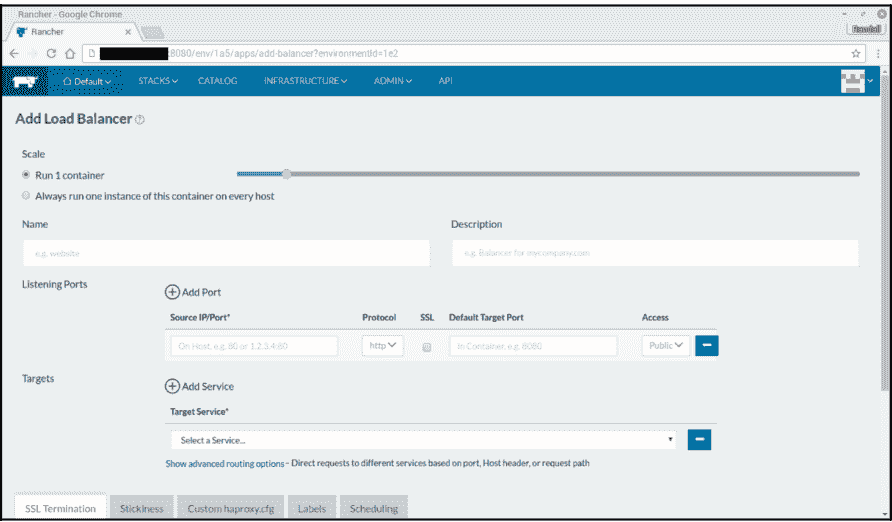 Rancher - Google Chrome
Rancher
Randall
:8080/env/1a5/apps/add-balancer?environmentId=1e2
Default STACKS CATALOG INFRASTRUCTURE ADMIN API
Add Load Balancer
Scale
Run 1 container
Always run one instance of this container on every host
Name Description
e.g. website e.g. Balancer for mycompany.com
Listening Ports
Add Port
Source IP/Port* Protocol SSL Default Target Port Access
On Host, e.g. 80 or 1.2.3.4:80 http In Container, e.g. 8080 Public
Targets
Add Service
Target Service*
Select a Service...
Show advanced routing options - Direct requests to different services based on port, Host header, or request path
SSL Termination Stickiness Custom haproxy.cfg Labels Scheduling